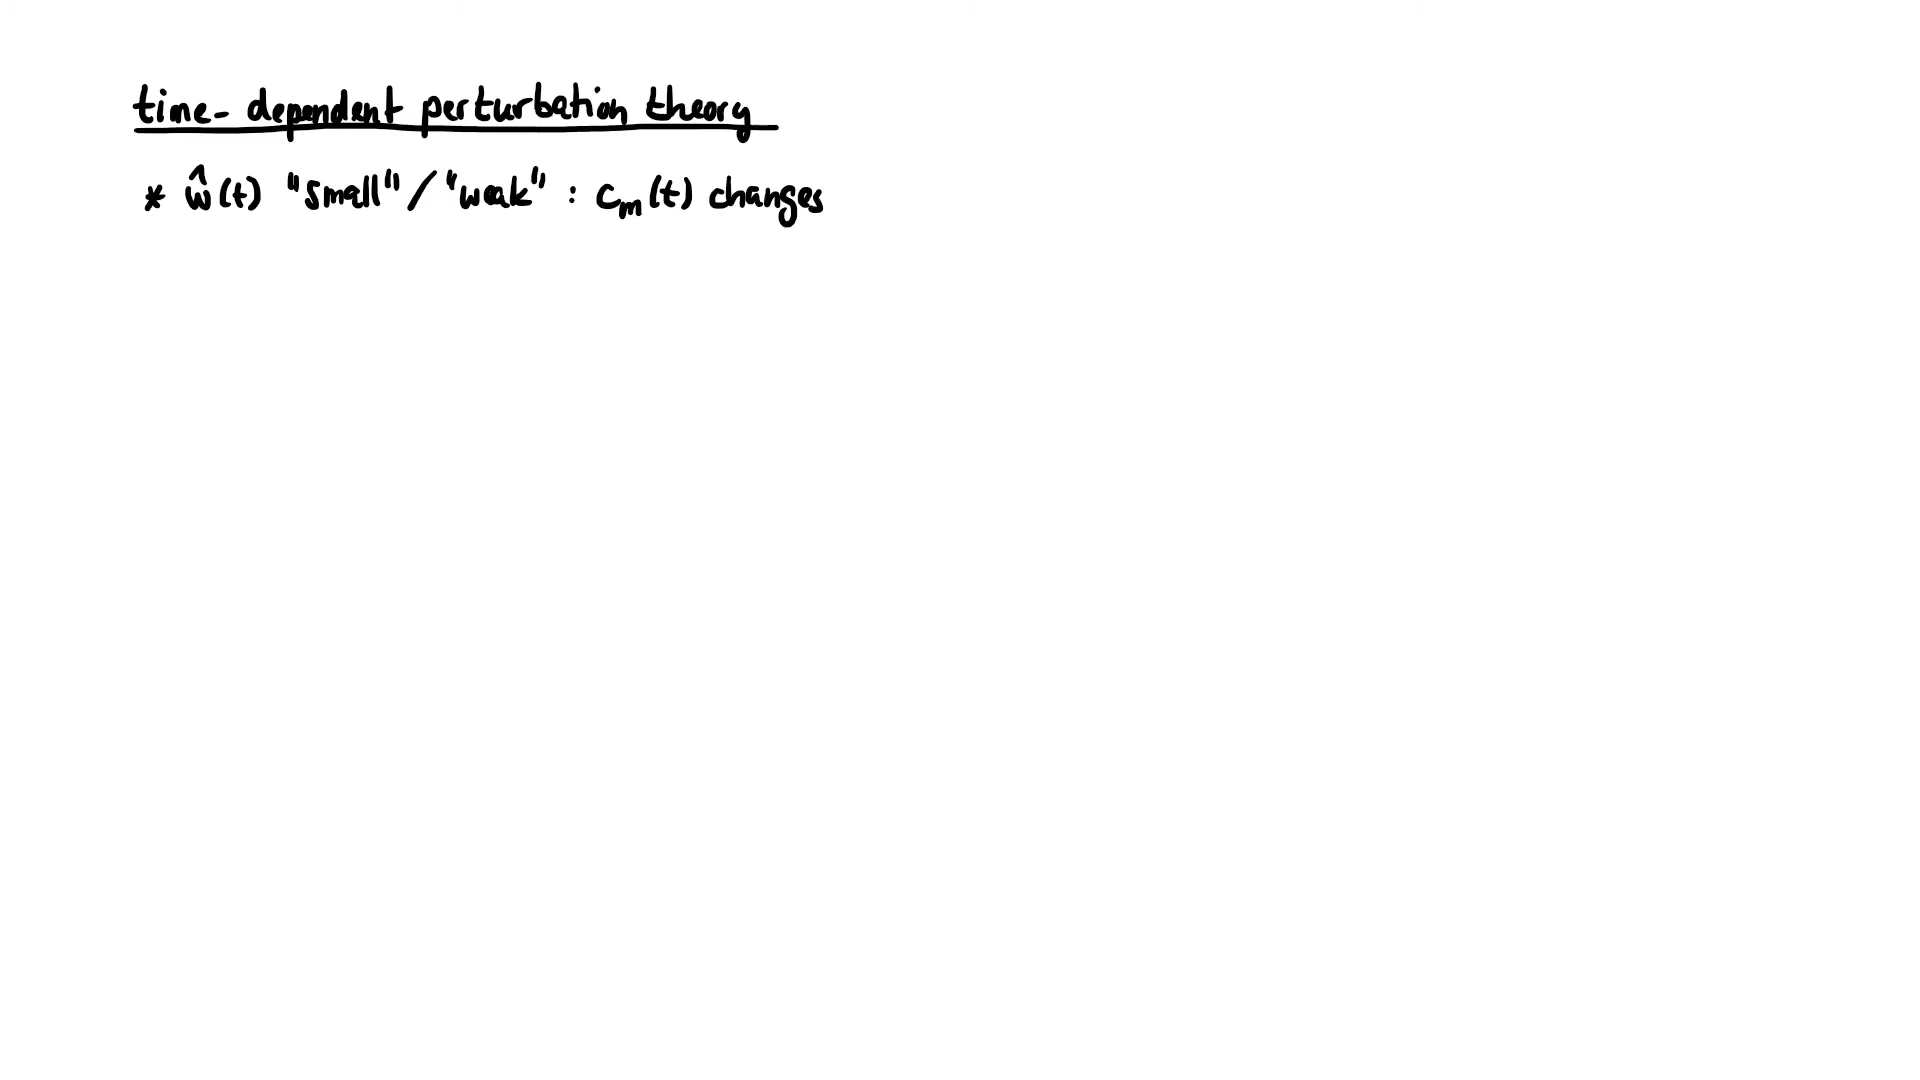 time-dependent perturbation theory
* ŵ(t) "small"/"weak" : cₘ(t) changes